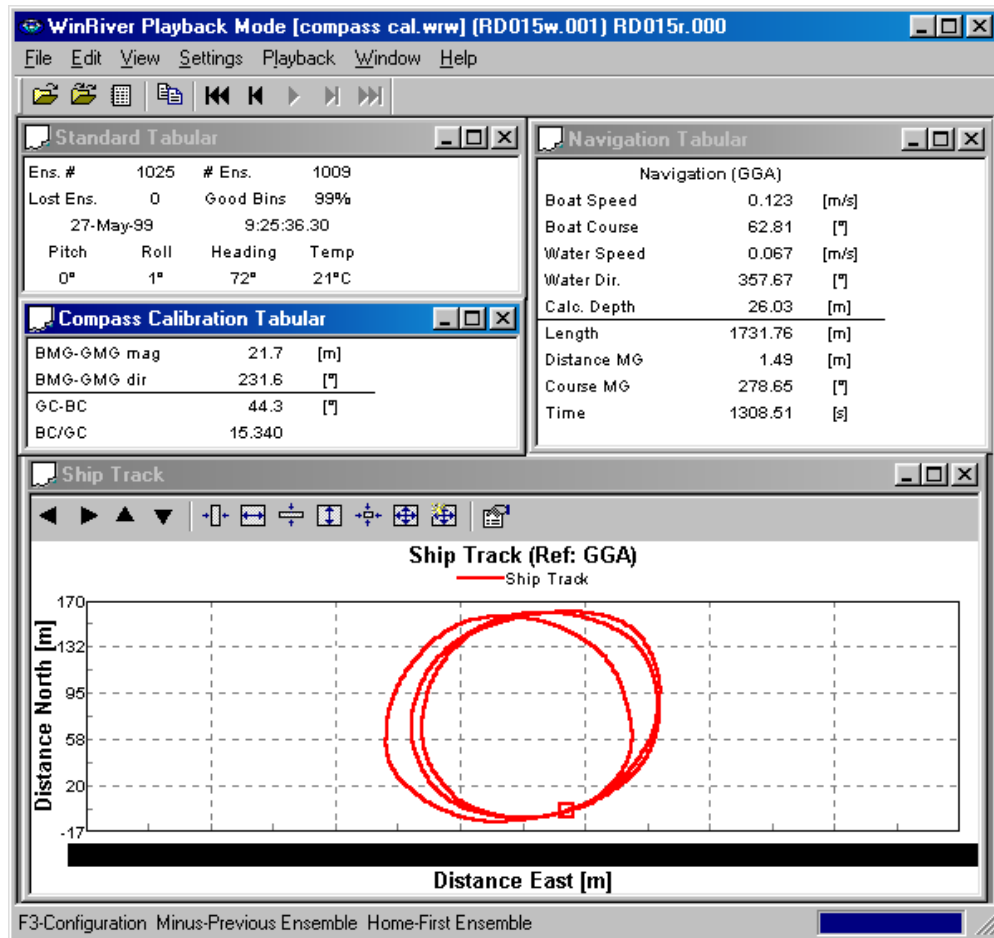 WinRiver Playback Mode [compass cal.wrw] (RD015w.001) RD015r.000
File Edit View Settings Playback Window Help
Standard Tabular
Ens. # 1025 # Ens. 1009
Lost Ens. 0 Good Bins 99%
27-May-99 9:25:36.30
Pitch Roll Heading Temp
0° 1° 72° 21°C
Navigation Tabular
Navigation (GGA)
Boat Speed 0.123 [m/s]
Boat Course 62.81 [°]
Water Speed 0.067 [m/s]
Water Dir. 357.67 [°]
Calc. Depth 26.03 [m]
Length 1731.76 [m]
Distance MG 1.49 [m]
Course MG 278.65 [°]
Time 1308.51 [s]
Compass Calibration Tabular
BMG-GMG mag 21.7 [m]
BMG-GMG dir 231.6 [°]
GC-BC 44.3 [°]
BC/GC 15.340
Ship Track
Ship Track (Ref: GGA)
Ship Track
Distance North [m]
170
132
95
58
20
-17
Distance East [m]
F3-Configuration Minus-Previous Ensemble Home-First Ensemble